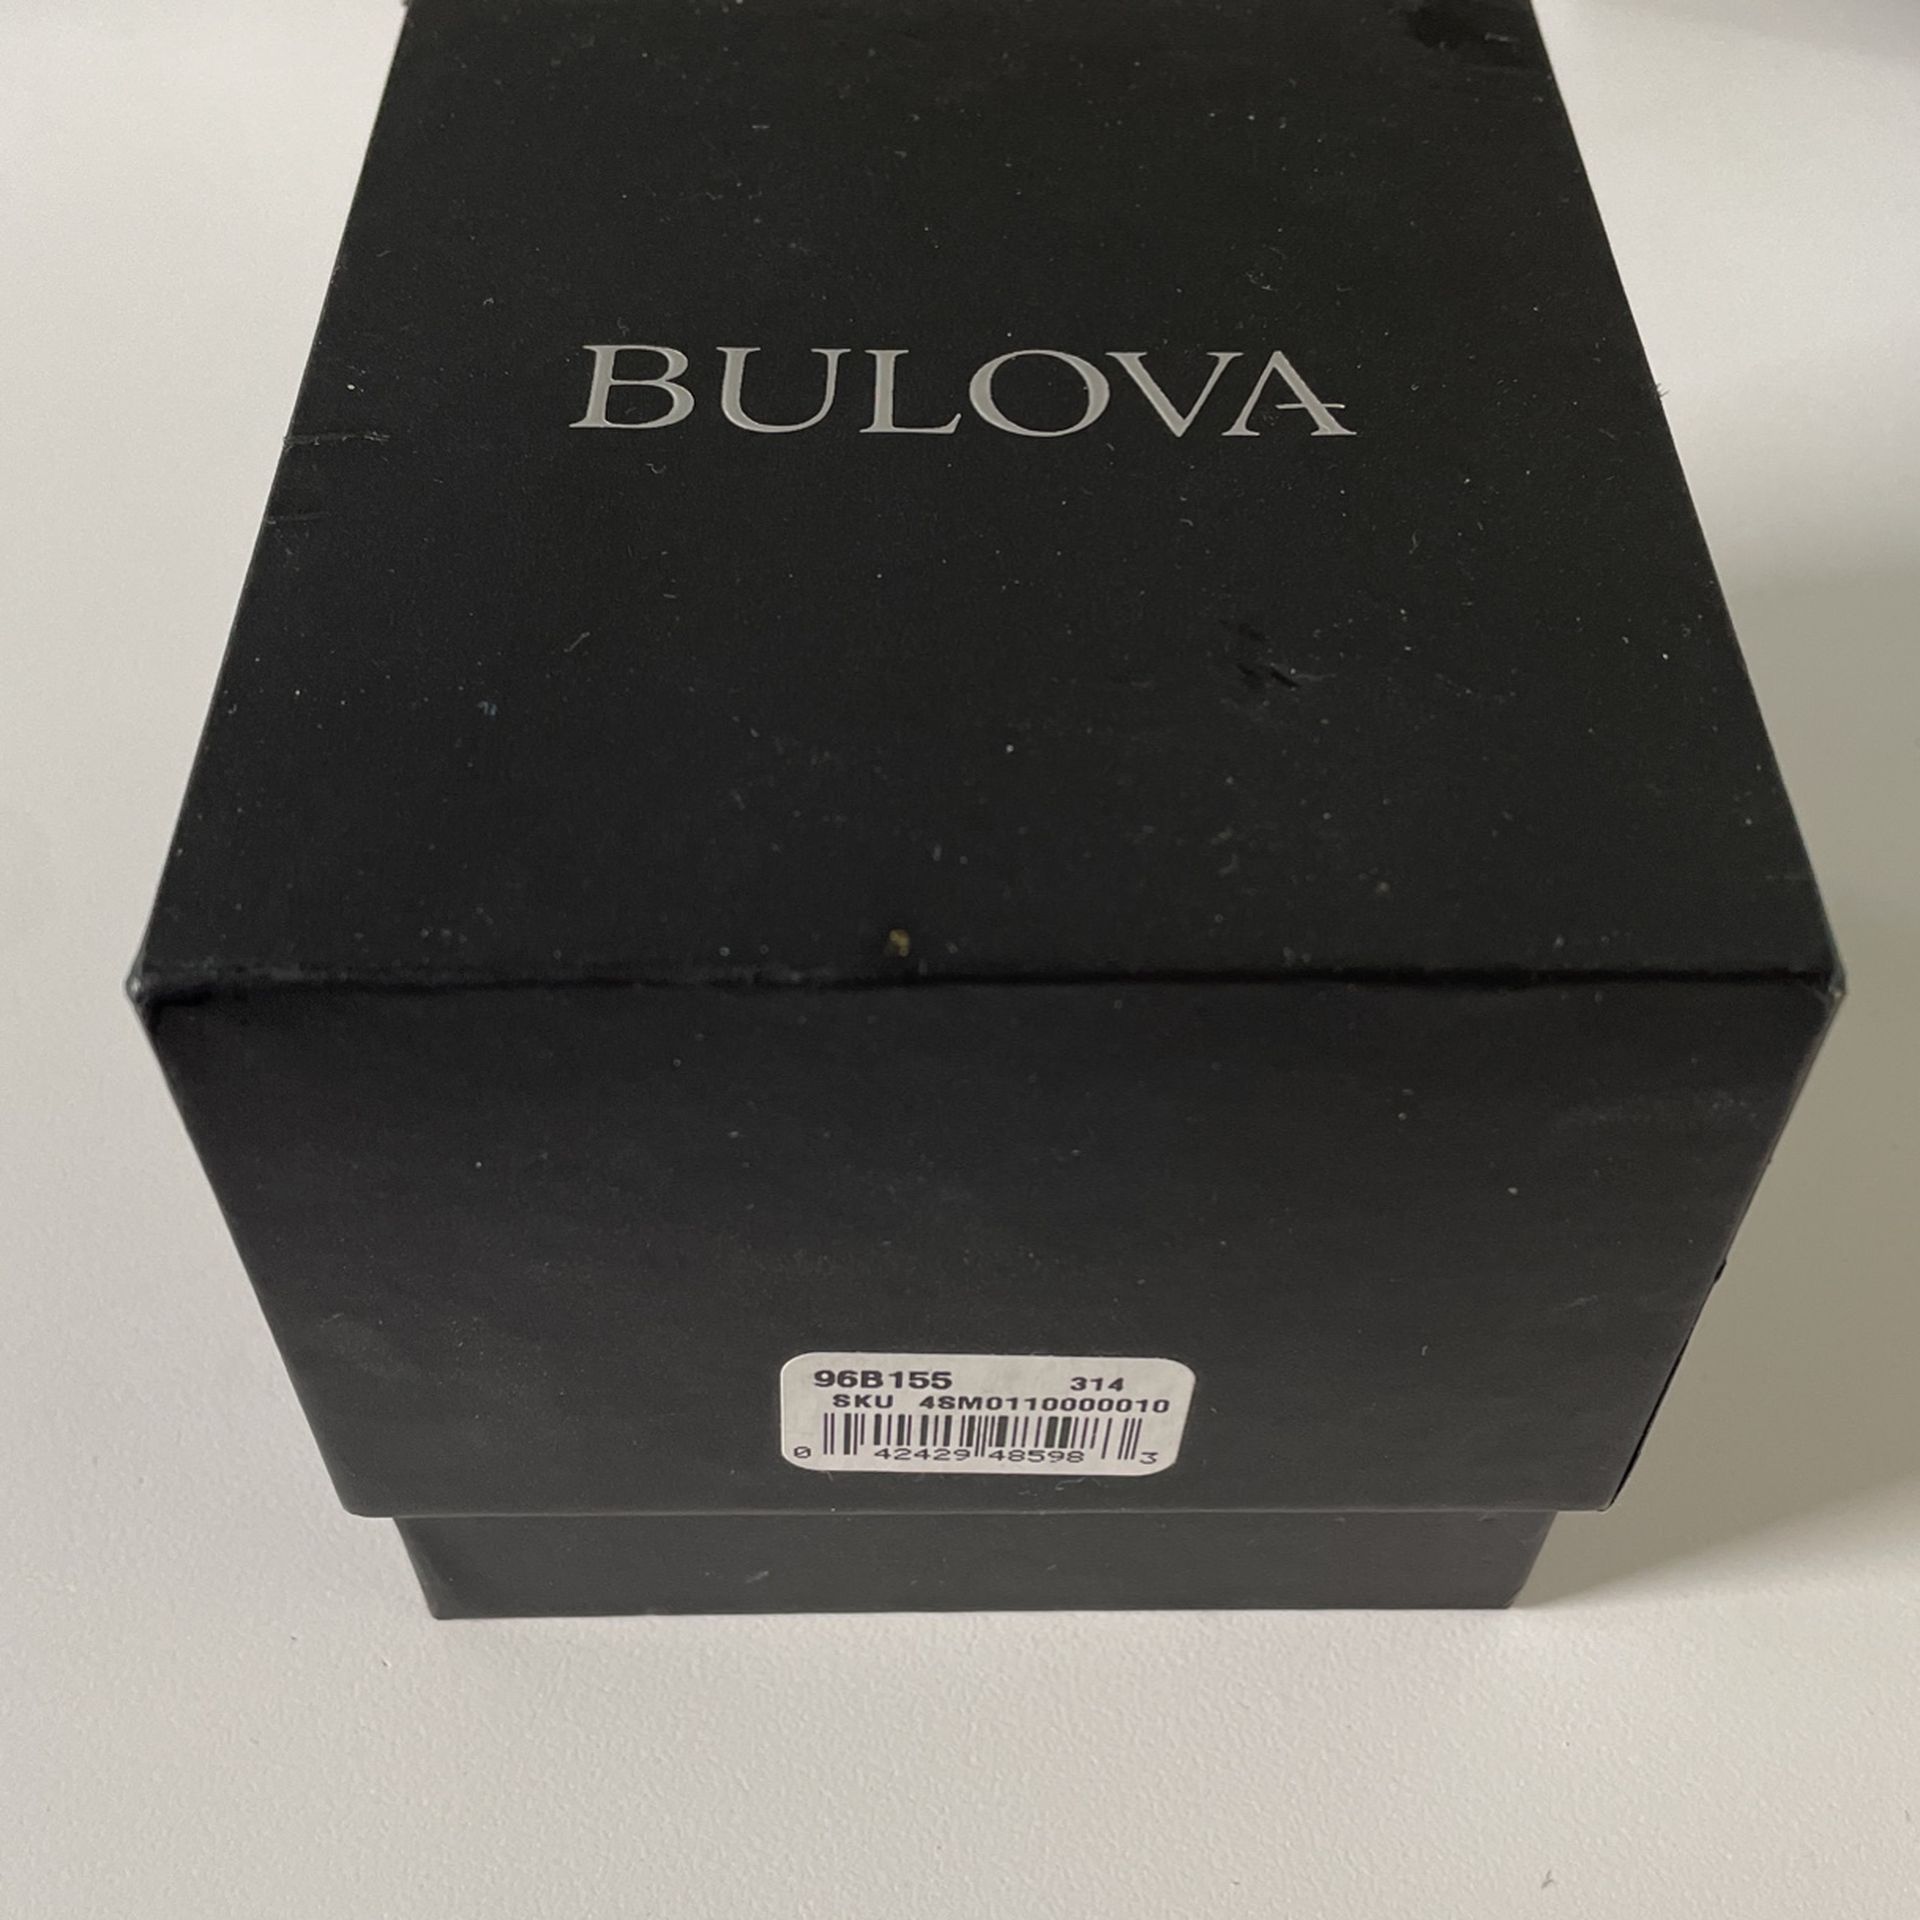 BULOVA
96B155 314
SKU 4SM0110000010
0 42429 48598 3